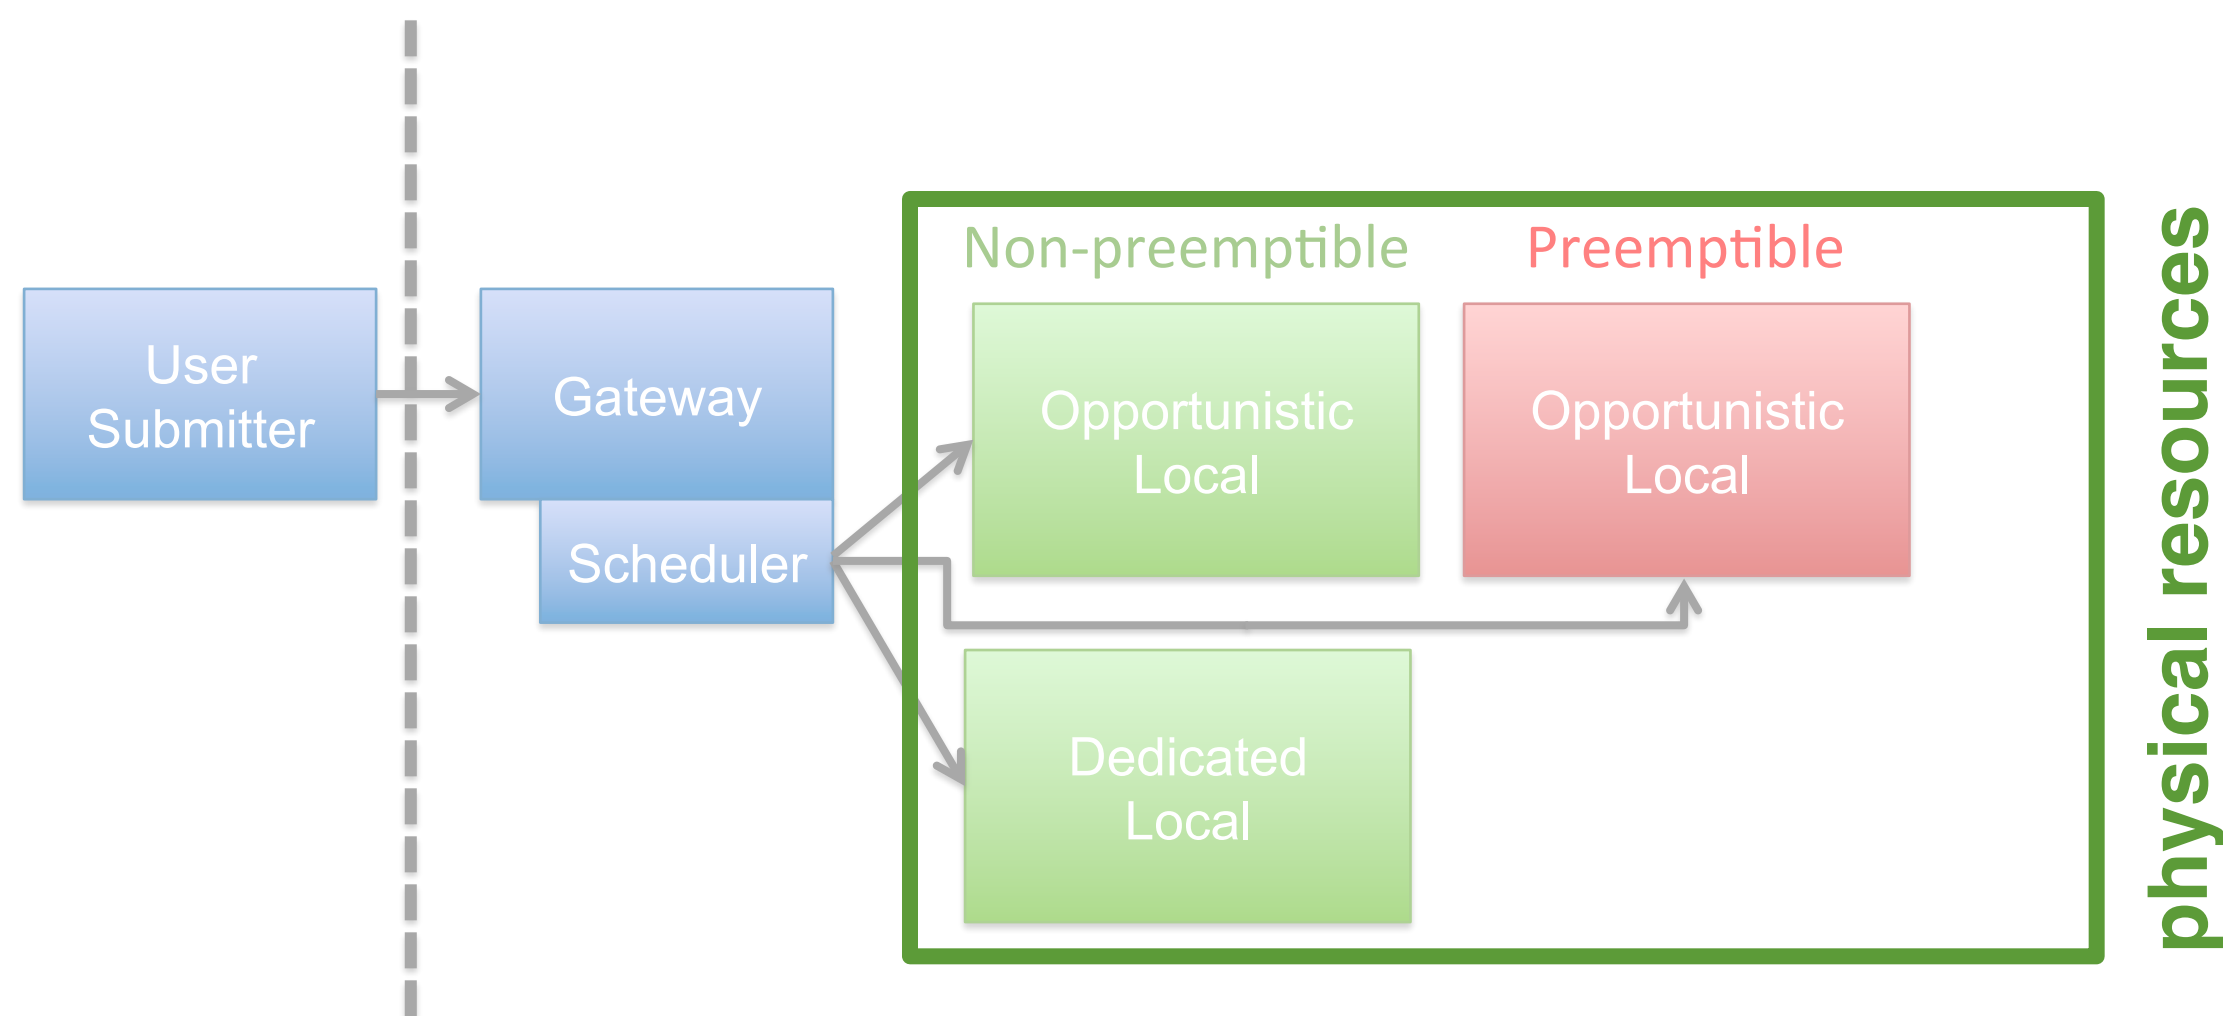 User
Submitter
Gateway
Scheduler
Non-preemptible
Preemptible
Opportunistic
Local
Opportunistic
Local
Dedicated
Local
physical resources